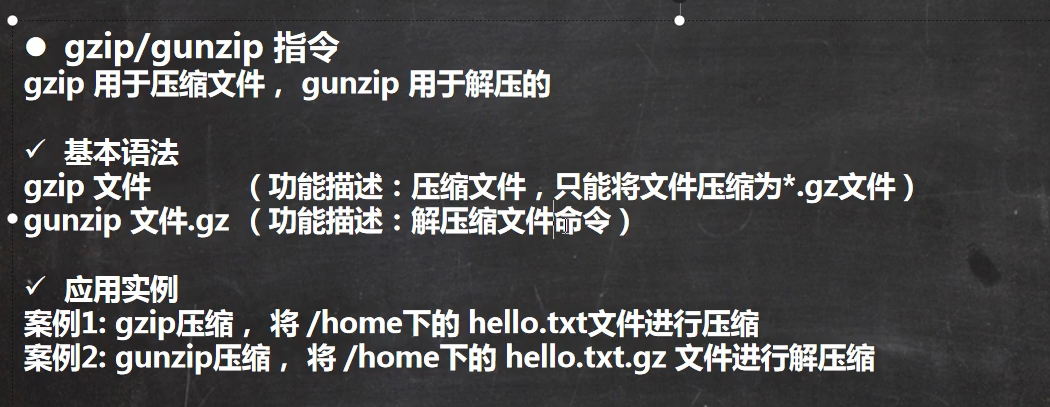 ● gzip/gunzip 指令
gzip 用于压缩文件， gunzip 用于解压的
✓ 基本语法
gzip 文件 （功能描述：压缩文件，只能将文件压缩为*.gz文件）
gunzip 文件.gz （功能描述：解压缩文件命令）
✓ 应用实例
案例1: gzip压缩， 将 /home下的 hello.txt文件进行压缩
案例2: gunzip压缩， 将 /home下的 hello.txt.gz 文件进行解压缩